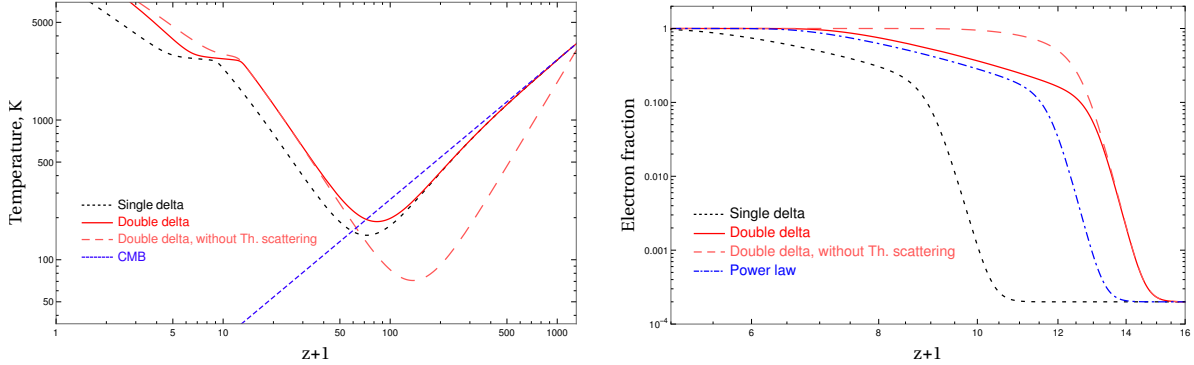 Temperature, K
5000
1000
500
100
50
Single delta
Double delta
Double delta, without Th. scattering
CMB
1
5
10
50
100
500
1000
z+1
Electron fraction
1
0.100
0.010
0.001
10⁻⁴
Single delta
Double delta
Double delta, without Th. scattering
Power law
6
8
10
12
14
16
z+1